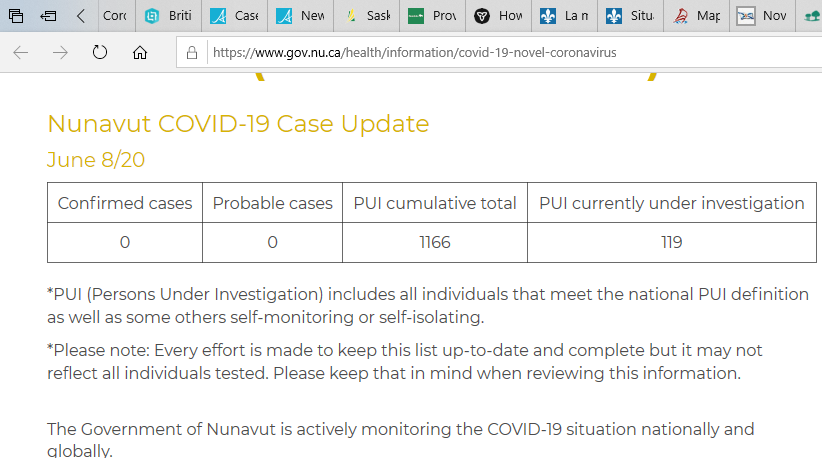 Cord Briti Case New Sask Prov How La n Situ Map Nov
https://www.gov.nu.ca/health/information/covid-19-novel-coronavirus
Nunavut COVID-19 Case Update
June 8/20
Confirmed cases Probable cases PUI cumulative total PUI currently under investigation
0 0 1166 119
*PUI (Persons Under Investigation) includes all individuals that meet the national PUI definition
as well as some others self-monitoring or self-isolating.
*Please note: Every effort is made to keep this list up-to-date and complete but it may not
reflect all individuals tested. Please keep that in mind when reviewing this information.
The Government of Nunavut is actively monitoring the COVID-19 situation nationally and
globally.